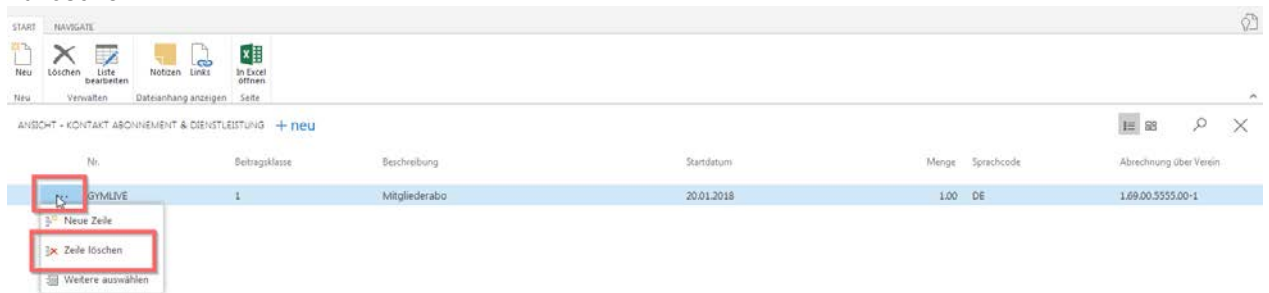 START NAVIGATE
Neu Löschen Liste bearbeiten Notizen Links In Excel öffnen
Neu Verwalten Dateianhang anzeigen Seite
ANSICHT - KONTAKT ABONNEMENT & DIENSTLEISTUNG + neu
Nr. Beitragsklasse Beschreibung Startdatum Menge Sprachcode Abrechnung über Verein
GYMLIVE 1 Mitgliederabo 20.01.2018 1.00 DE 1.69.00.5555.00-1
Neue Zeile
Zeile löschen
Weitere auswählen